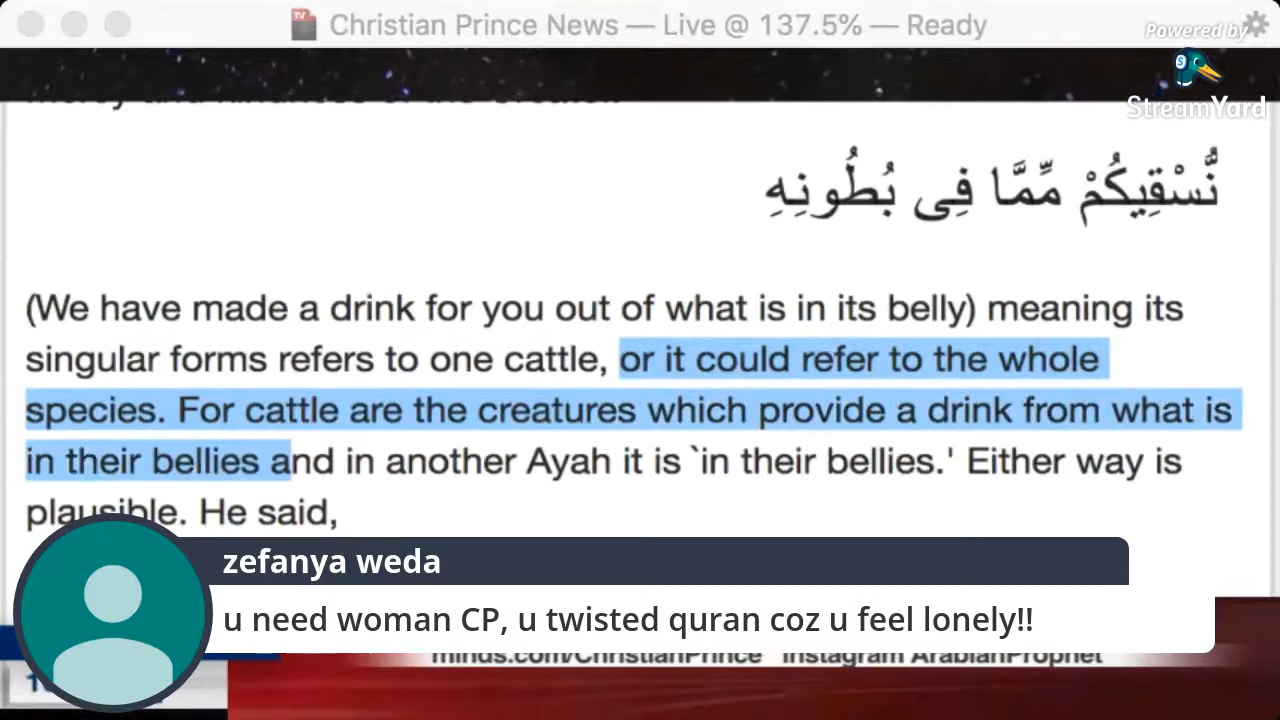 Christian Prince News — Live @ 137.5% — Ready
Powered by
StreamYard
نُّسْقِيكُمْ مِّمَّا فِى بُطُونِهِ
(We have made a drink for you out of what is in its belly) meaning its
singular forms refers to one cattle, or it could refer to the whole
species. For cattle are the creatures which provide a drink from what is
in their bellies and in another Ayah it is `in their bellies.' Either way is
plausible. He said,
zefanya weda
u need woman CP, u twisted quran coz u feel lonely!!
minds.com/ChristianPrince Instagram ArabianProphet